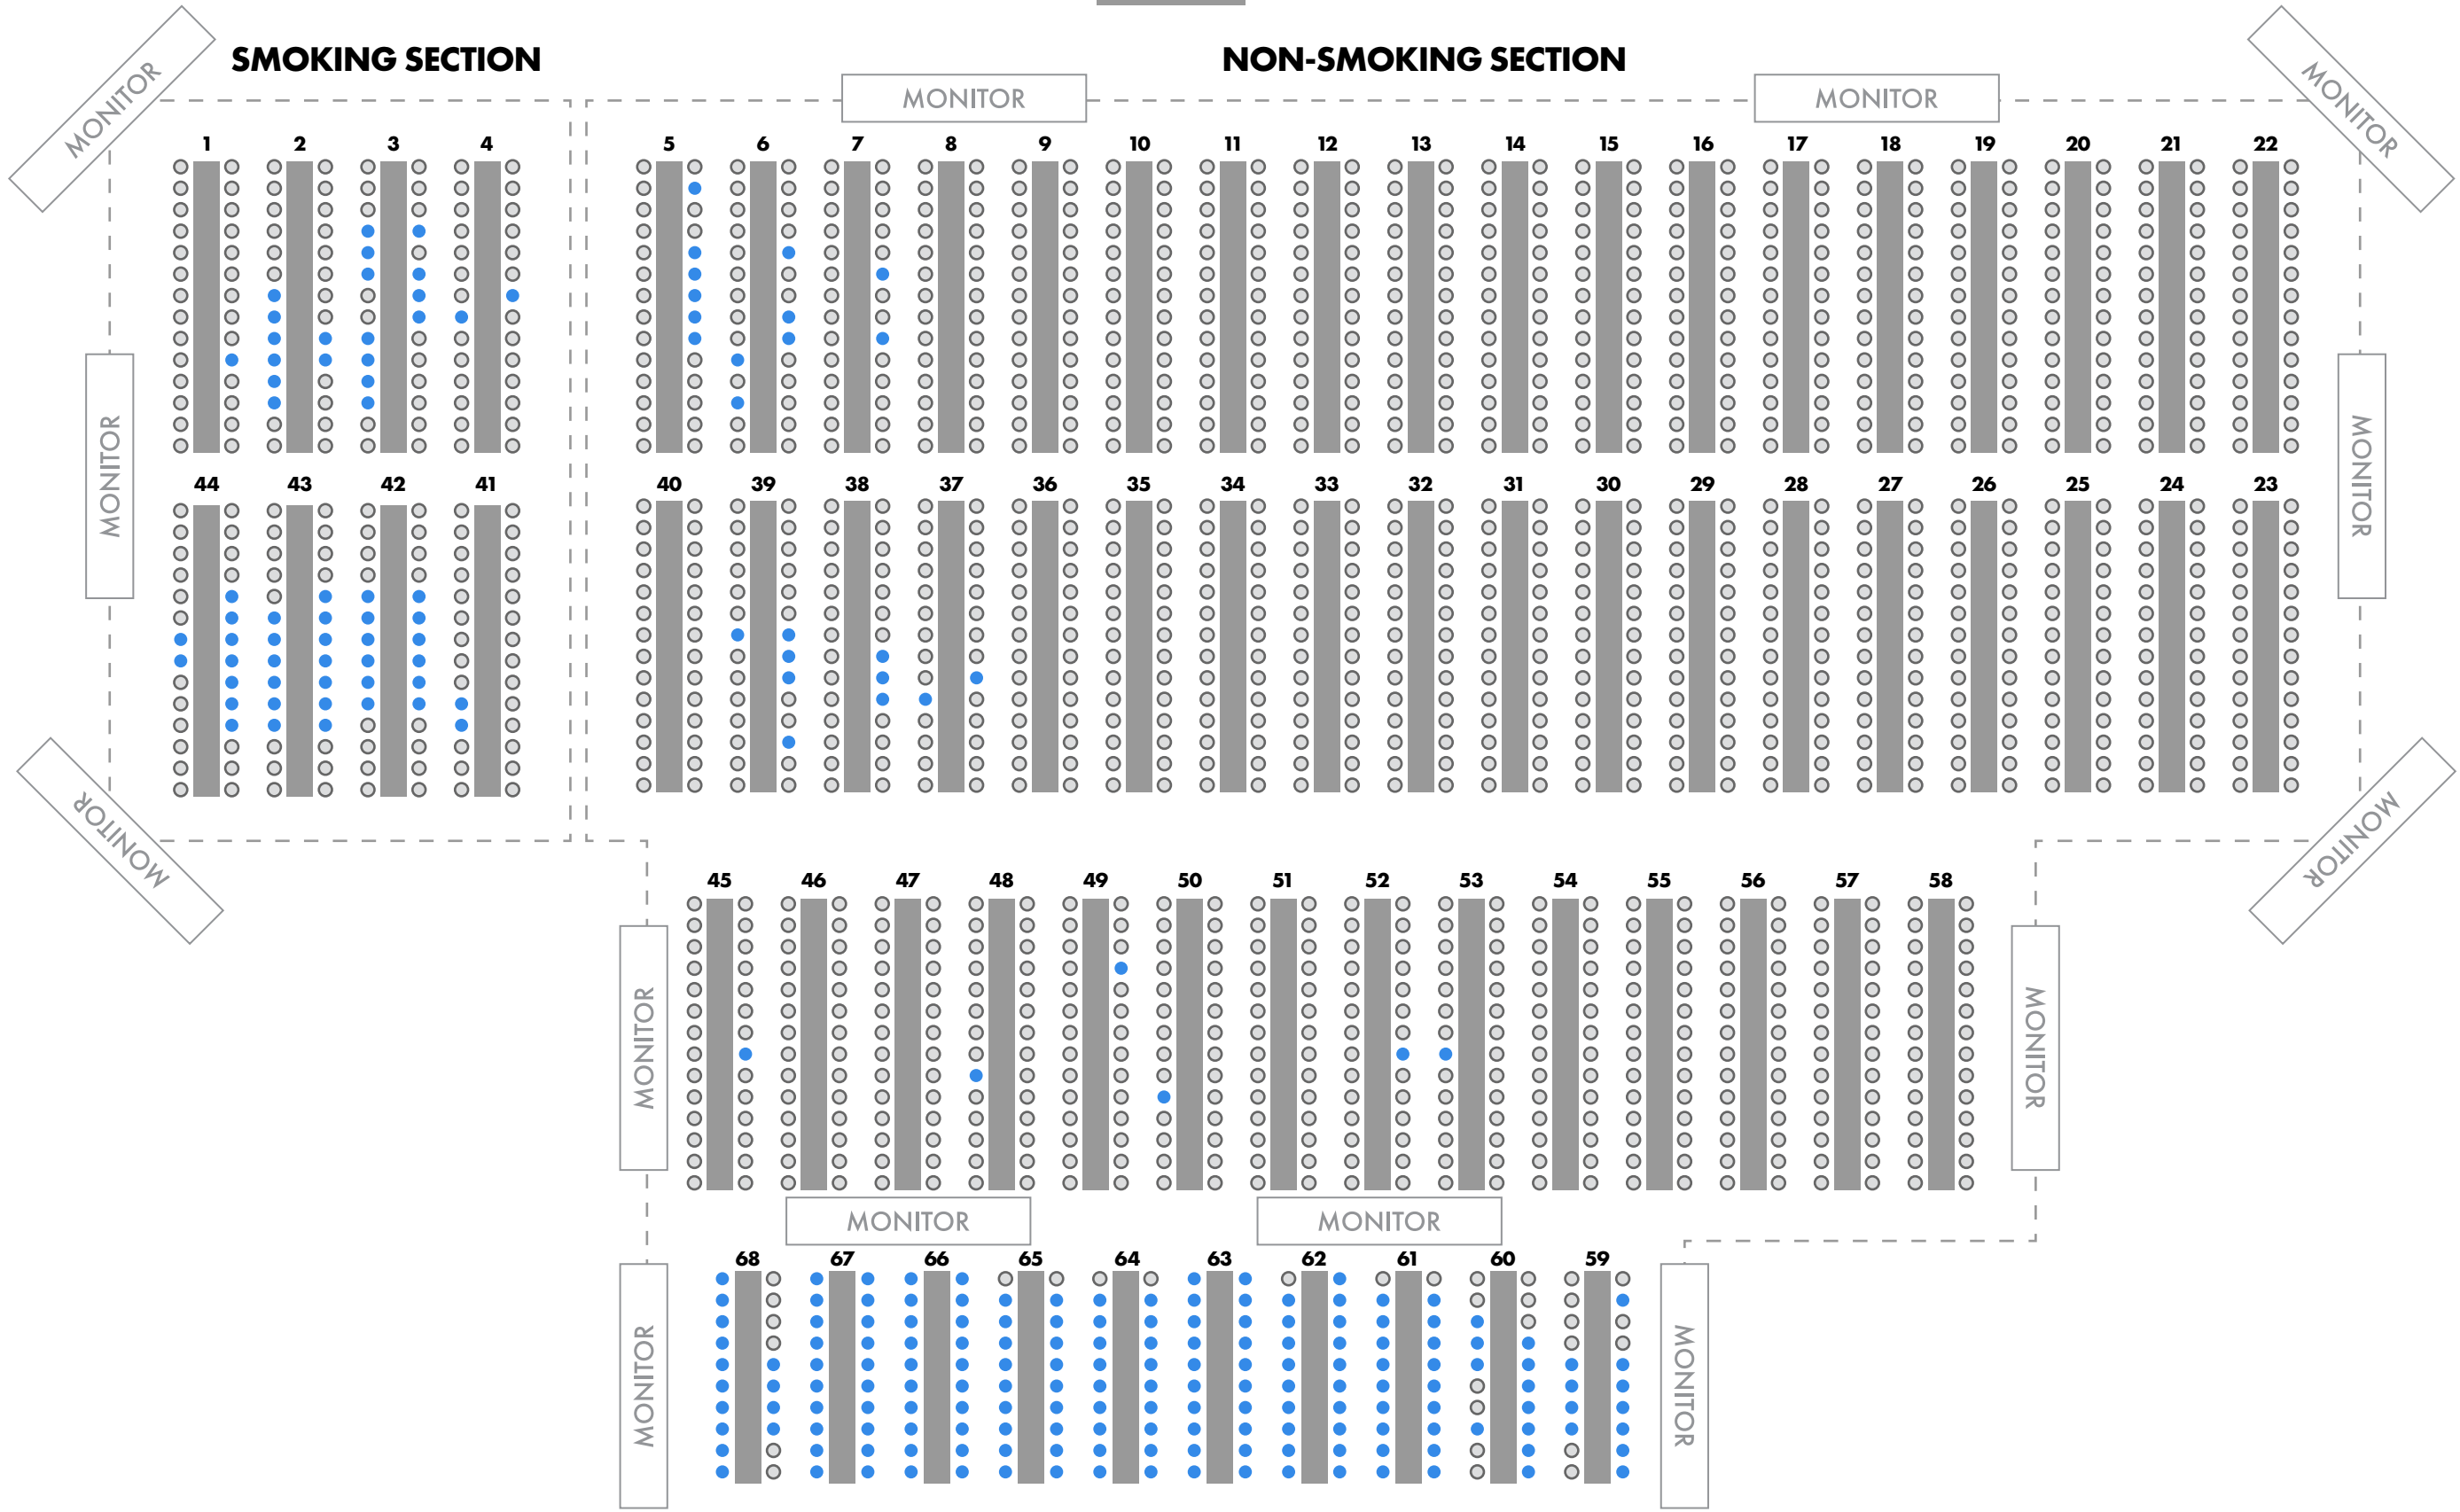 SMOKING SECTION
NON-SMOKING SECTION
MONITOR
MONITOR
MONITOR
MONITOR
1 2 3 4 5 6 7 8 9 10 11 12 13 14 15 16 17 18 19 20 21 22
MONITOR
MONITOR
44 43 42 41 40 39 38 37 36 35 34 33 32 31 30 29 28 27 26 25 24 23
MONITOR
MONITOR
45 46 47 48 49 50 51 52 53 54 55 56 57 58
MONITOR
MONITOR
MONITOR
MONITOR
68 67 66 65 64 63 62 61 60 59
MONITOR
MONITOR